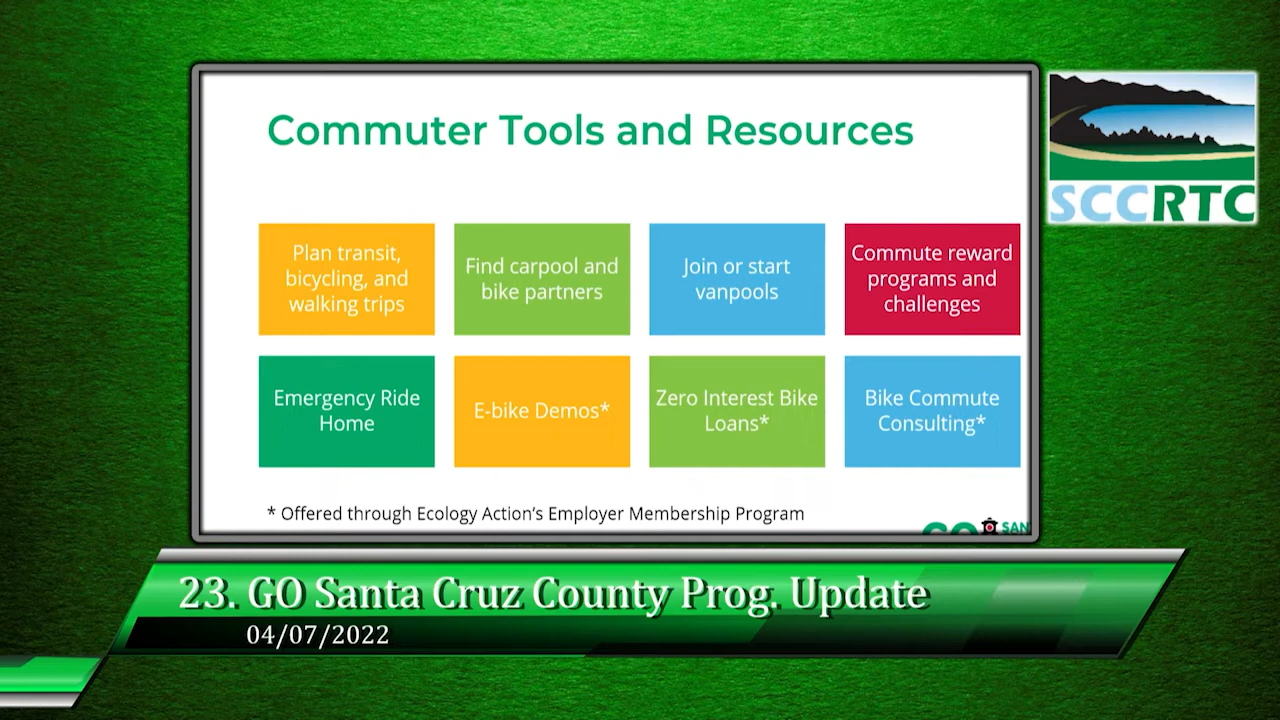 Commuter Tools and Resources
SCCRTC
Plan transit,
bicycling, and
walking trips
Find carpool and
bike partners
Join or start
vanpools
Commute reward
programs and
challenges
Emergency Ride
Home
E-bike Demos*
Zero Interest Bike
Loans*
Bike Commute
Consulting*
* Offered through Ecology Action's Employer Membership Program
GO SAN
23. GO Santa Cruz County Prog. Update
04/07/2022